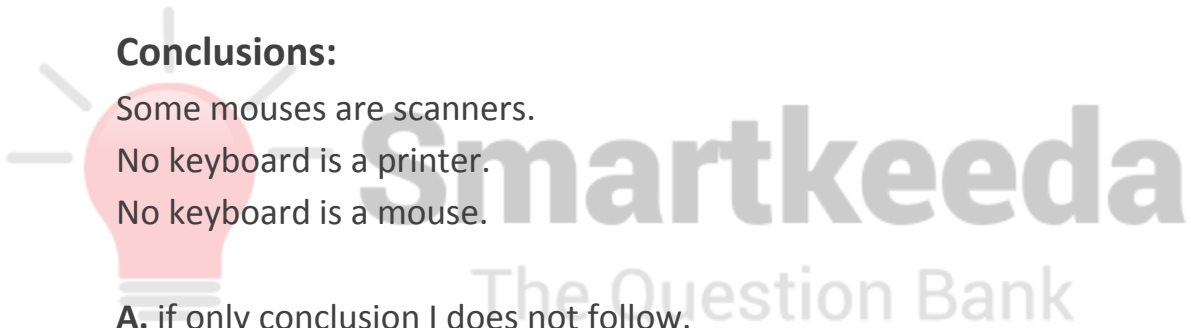 Conclusions:
Some mouses are scanners.
No keyboard is a printer.
No keyboard is a mouse.
Smartkeeda
The Question Bank
A. if only conclusion I does not follow.